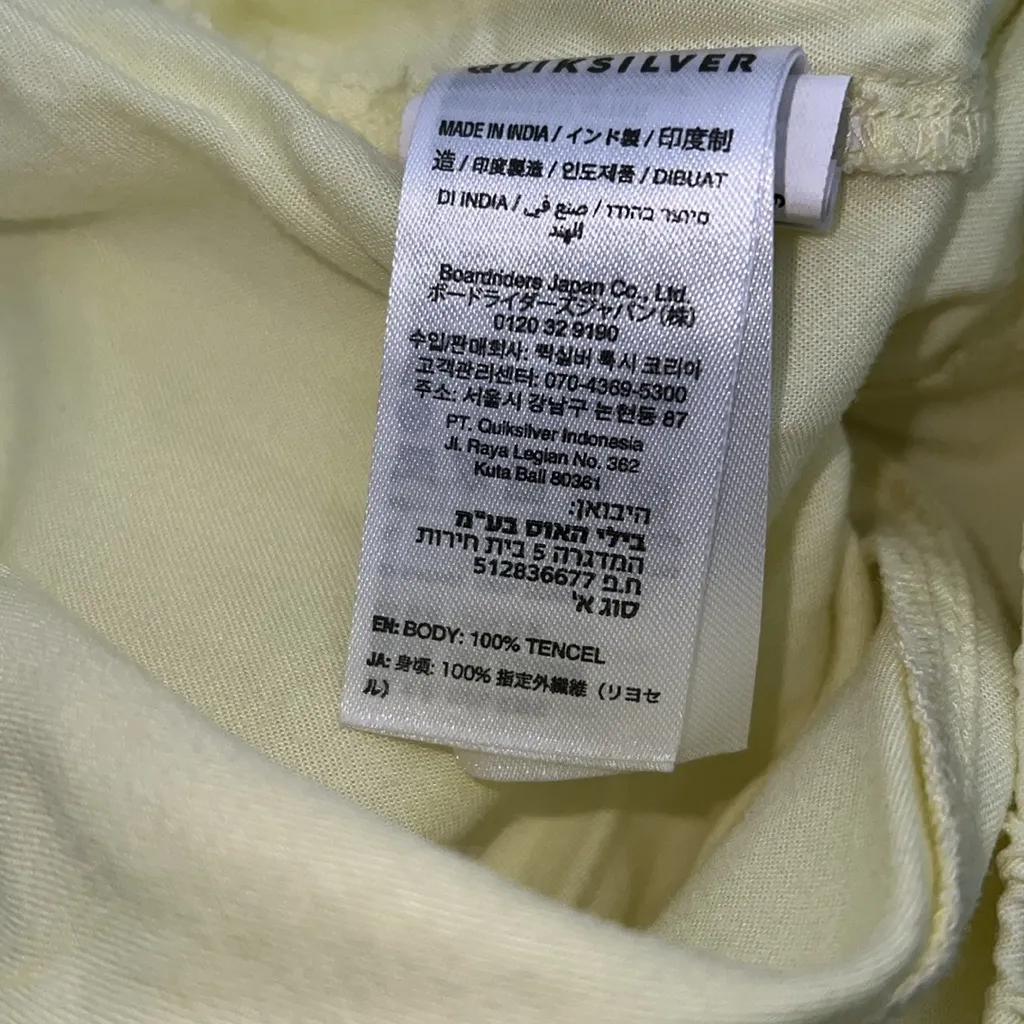 QUIKSILVER
MADE IN INDIA / インド製 / 印度制
造 / 印度製造 / 인도제품 / DIBUAT
DI INDIA / صنع في / מיוצר בהודו
الهند
Boardriders Japan Co., Ltd.
ボードライダーズジャパン(株)
0120 32 9190
수입/판매회사: 퀵실버 록시 코리아
고객관리센터: 070-4369-5300
주소: 서울시 강남구 논현동 87
PT. Quiksilver Indonesia
Jl. Raya Legian No. 362
Kuta Bali 80361
היבואן:
בילי האוס בע"מ
המדגרה 5 בית חירות
ח.פ 512836677
סוג א'
EN: BODY: 100% TENCEL
JA: 身頃: 100% 指定外繊維（リヨセ
ル）